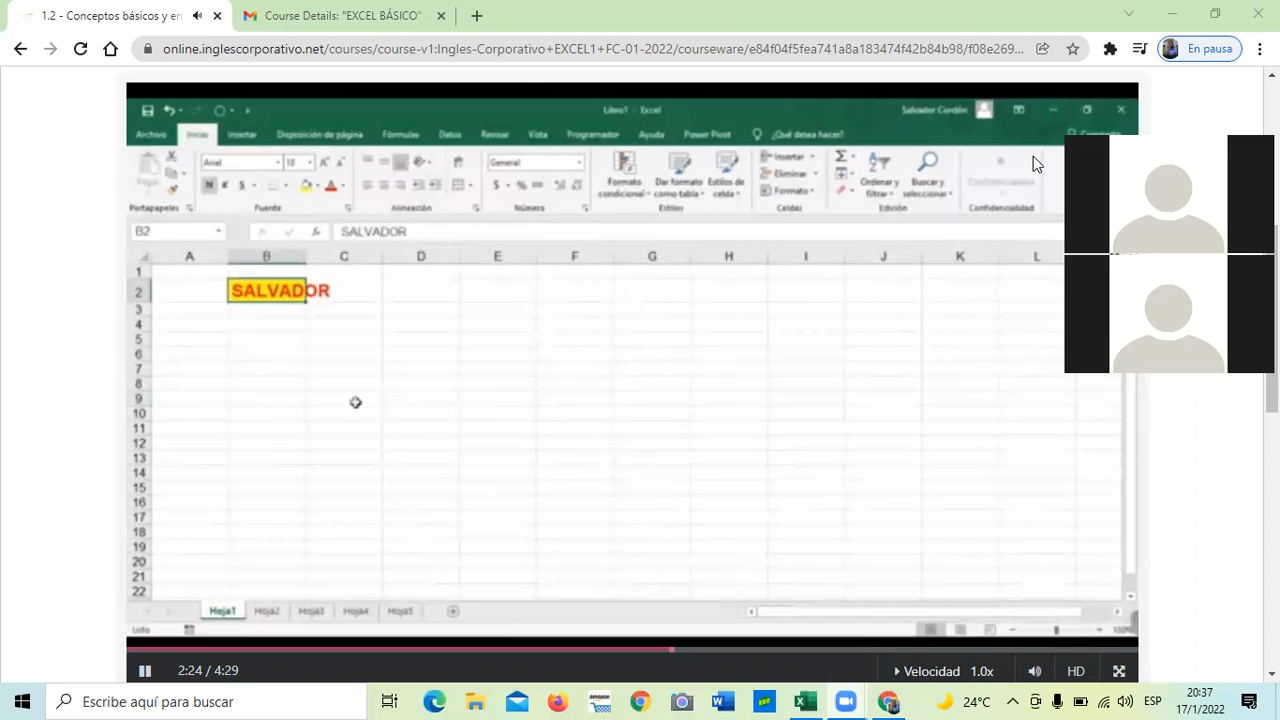 1.2 - Conceptos básicos y en
Course Details: "EXCEL BÁSICO" -
online.inglescorporativo.net/courses/course-v1:Ingles-Corporativo+EXCEL1+FC-01-2022/courseware/e84f04f5fea741a8a183474f42b84b98/f08e269...
En pausa
Libro1 - Excel
Salvador Cordón
Archivo Inicio Insertar Disposición de página Fórmulas Datos Revisar Vista Programador Ayuda Power Pivot ¿Qué desea hacer?
Arial 18 General
Insertar
Eliminar
Formato
Formato condicional
Dar formato como tabla
Estilos de celda
Ordenar y filtrar
Buscar y seleccionar
Portapapeles Fuente Alineación Número Estilos Celdas Edición Confidencialidad
B2 SALVADOR
A B C D E F G H I J K L
1
2 SALVADOR
3
4
5
6
7
8
9
10
11
12
13
14
15
16
17
18
19
20
21
22
Hoja1 Hoja2 Hoja3 Hoja4 Hoja5
Listo
2:24 / 4:29 Velocidad 1.0x HD
Escribe aquí para buscar
24°C ESP
20:37
17/1/2022